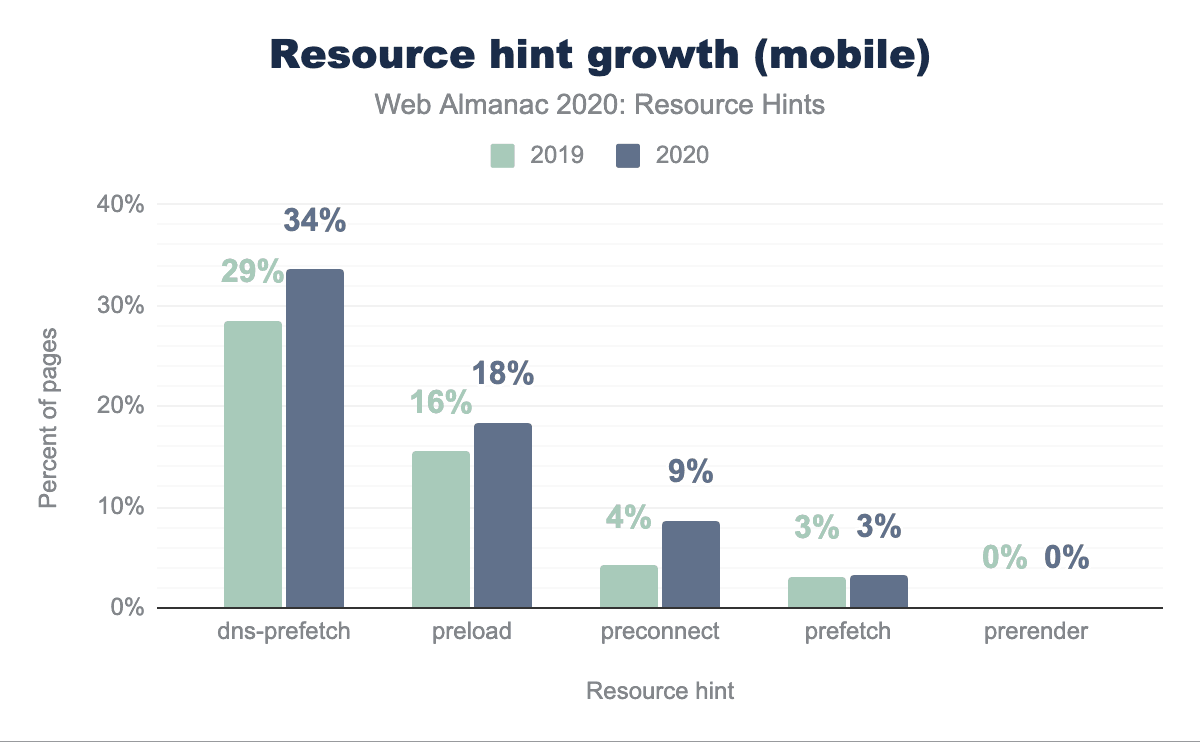 Resource hint growth (mobile)
Web Almanac 2020: Resource Hints
2019 2020
40%
30%
20%
10%
0%
Percent of pages
29% 34%
16% 18%
4% 9%
3% 3%
0% 0%
dns-prefetch preload preconnect prefetch prerender
Resource hint